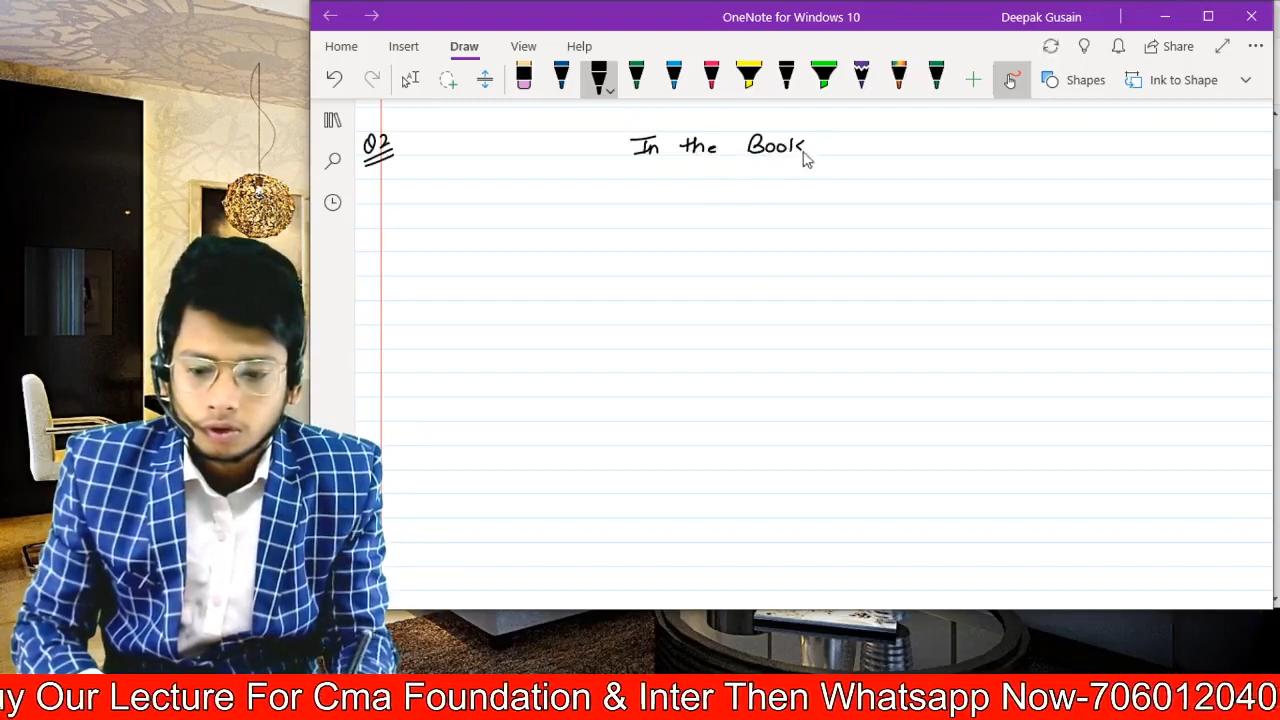 OneNote for Windows 10
Deepak Gusain
Home Insert Draw View Help
Share
Shapes
Ink to Shape
Q2
In the Book
uy Our Lecture For Cma Foundation & Inter Then Whatsapp Now-706012040